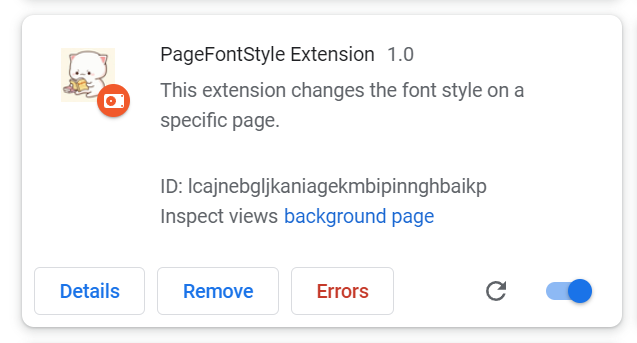 PageFontStyle Extension 1.0
This extension changes the font style on a
specific page.
ID: lcajnebgljkaniagekmbipinnghbaikp
Inspect views background page
Details Remove Errors